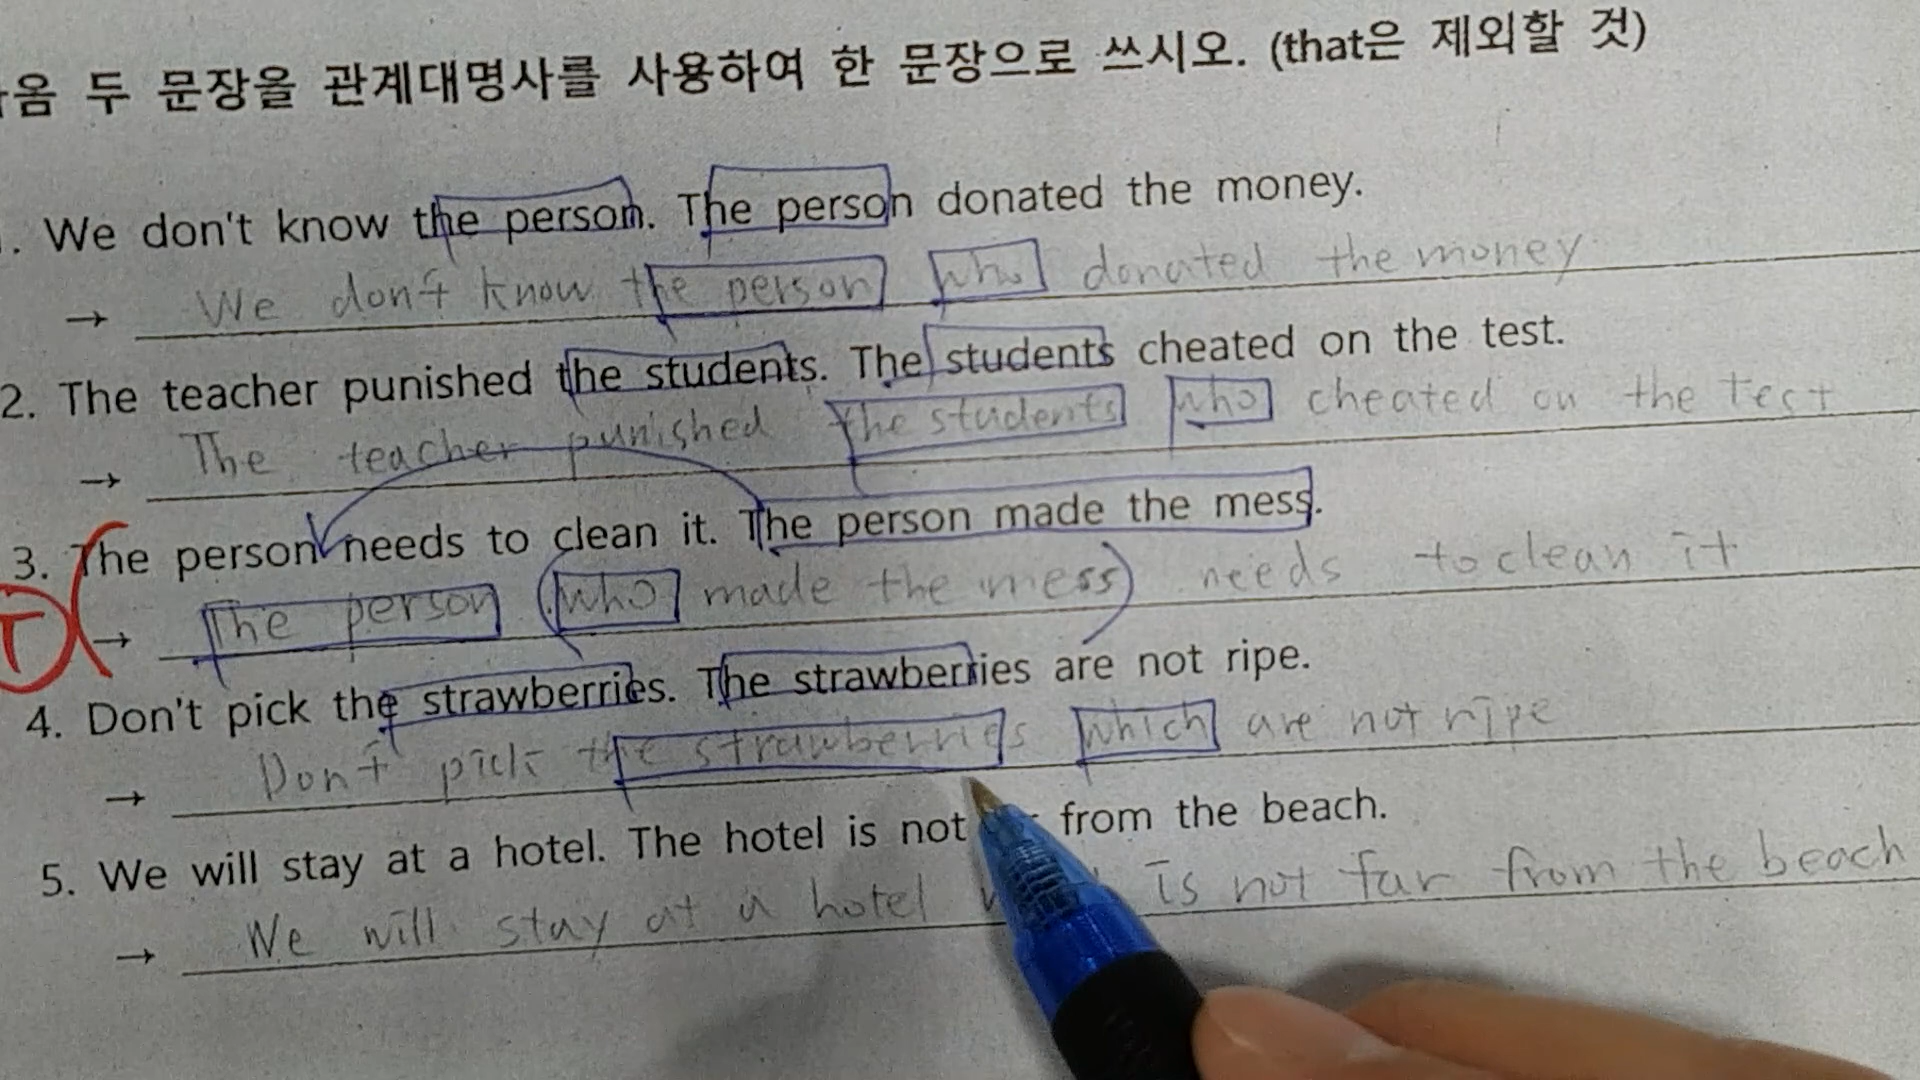 음 두 문장을 관계대명사를 사용하여 한 문장으로 쓰시오. (that은 제외할 것)
. We don't know the person. The person donated the money.
→ We don't know the person who donated the money
2. The teacher punished the students. The students cheated on the test.
→ The teacher punished the students who cheated on the test
3. The person needs to clean it. The person made the mess.
→ The person (who made the mess) needs to clean it
4. Don't pick the strawberries. The strawberries are not ripe.
→ Don't pick the strawberries which are not ripe
5. We will stay at a hotel. The hotel is not from the beach.
→ We will stay at a hotel is not far from the beach